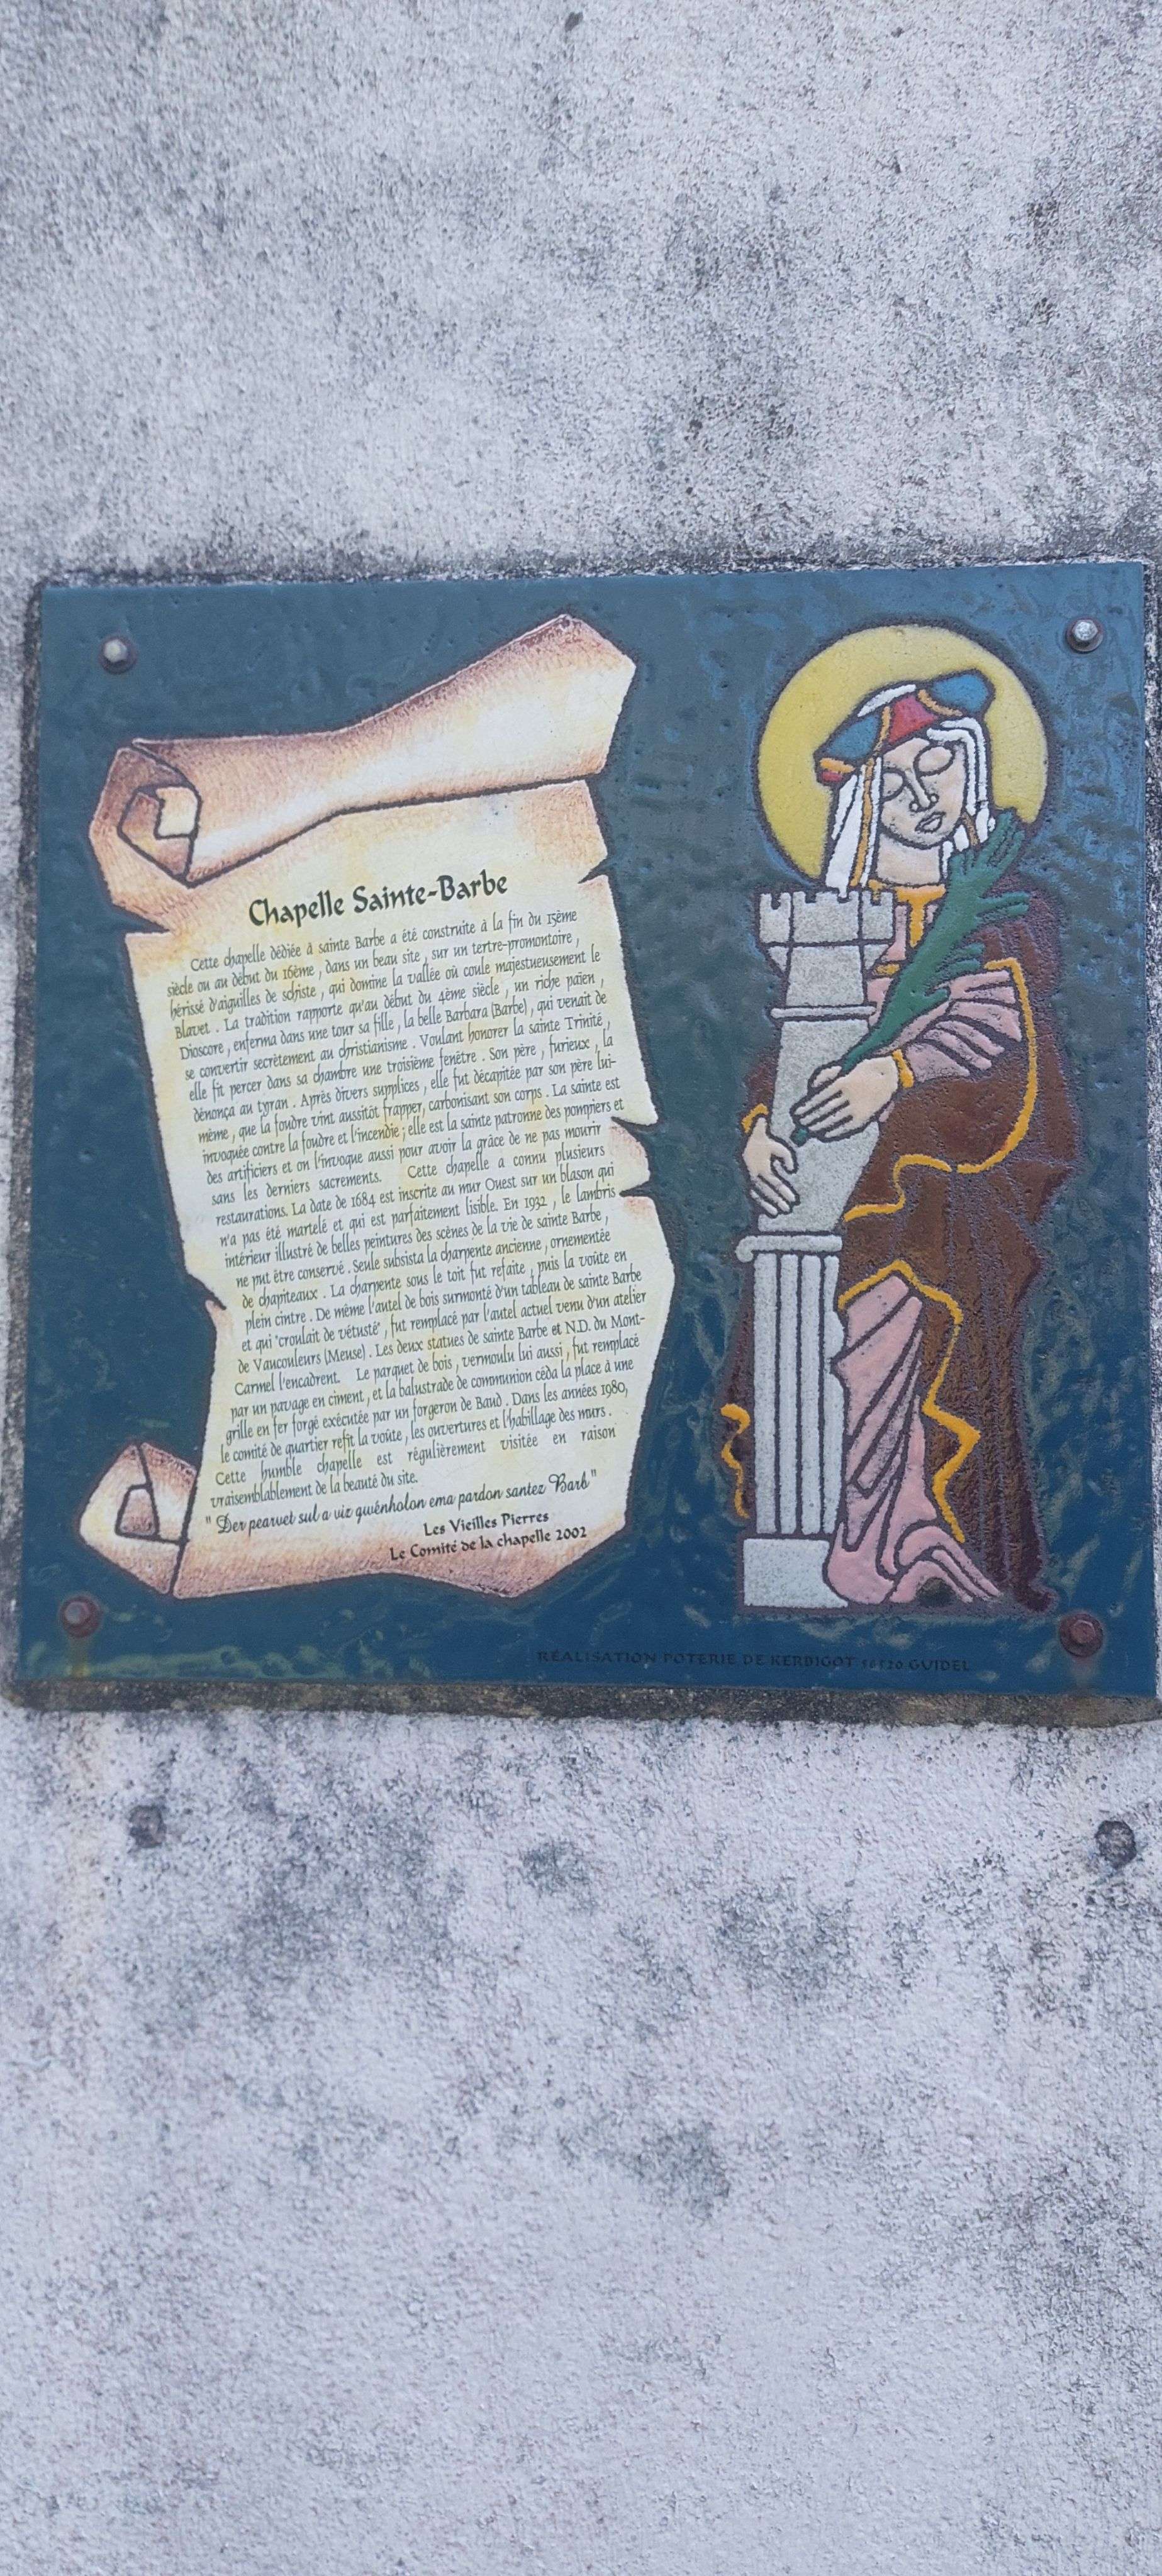 Chapelle Sainte-Barbe
Cette chapelle dédiée à sainte Barbe a été construite à la fin du 15ème
siècle ou au début du 16ème, dans un beau site, sur un tertre-promontoire,
hérissé d'aiguilles de schiste, qui domine la vallée où coule majestueusement le
Blavet. La tradition rapporte qu'au début du 4ème siècle, un riche païen,
Dioscore, enferma dans une tour sa fille, la belle Barbara (Barbe), qui venait de
se convertir secrètement au christianisme. Voulant honorer la sainte Trinité,
elle fit percer dans sa chambre une troisième fenêtre. Son père, furieux, la
dénonça au tyran. Après divers supplices, elle fut décapitée par son père lui-
même, que la foudre vint aussitôt frapper, carbonisant son corps. La sainte est
invoquée contre la foudre et l'incendie; elle est la sainte patronne des pompiers et
des artificiers et on l'invoque aussi pour avoir la grâce de ne pas mourir
sans les derniers sacrements. Cette chapelle a connu plusieurs
restaurations. La date de 1684 est inscrite au mur Ouest sur un blason qui
n'a pas été martelé et qui est parfaitement lisible. En 1932, le lambris
intérieur illustré de belles peintures des scènes de la vie de sainte Barbe,
ne put être conservé. Seule subsista la charpente ancienne, ornementée
de chapiteaux. La charpente sous le toit fut refaite, puis la voûte en
plein cintre. De même l'autel de bois surmonté d'un tableau de sainte Barbe
et qui "croulait de vétusté", fut remplacé par l'autel actuel venu d'un atelier
de Vaucouleurs (Meuse). Les deux statues de sainte Barbe et N.D. du Mont-
Carmel l'encadrent. Le parquet de bois, vermoulu lui aussi, fut remplacé
par un pavage en ciment, et la balustrade de communion céda la place à une
grille en fer forgé exécutée par un forgeron de Baud. Dans les années 1980,
le comité de quartier refit la voûte, les ouvertures et l'habillage des murs.
Cette humble chapelle est régulièrement visitée en raison
vraisemblablement de la beauté du site.
"Der pearvet sul a viz gwénholon ema pardon santez Barb"
Les Vieilles Pierres
Le Comité de la chapelle 2002
RÉALISATION POTERIE DE KERBIGOT 56520 GUIDEL